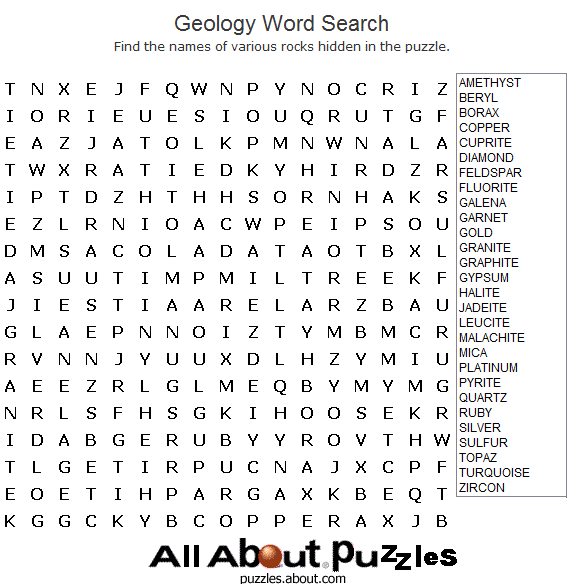 Geology Word Search
Find the names of various rocks hidden in the puzzle.
T N X E J F Q W N P Y N O C R I Z
I O R I E U E S I O U Q R U T G F
E A Z J A T O L K P M N W N A L A
T W X R A T I E D K Y H I R D Z R
I P T D Z H T H H S O R N H A K S
E Z L R N I O A C W P E I P S O U
D M S A C O L A D A T A O T B X L
A S U U T I M P M I L T R E E K F
J I E S T I A A R E L A R Z B A U
G L A E P N N O I Z T Y M B M C R
R V N N J Y U U X D L H Z Y M I U
A E E Z R L G L M E Q B Y M Y M G
N R L S F H S G K I H O O S E K R
I D A B G E R U B Y Y R O V T H W
T L G E T I R P U C N A J X C P F
E O E T I H P A R G A X K B E Q T
K G G C K Y B C O P P E R A X J B
AMETHYST
BERYL
BORAX
COPPER
CUPRITE
DIAMOND
FELDSPAR
FLUORITE
GALENA
GARNET
GOLD
GRANITE
GRAPHITE
GYPSUM
HALITE
JADEITE
LEUCITE
MALACHITE
MICA
PLATINUM
PYRITE
QUARTZ
RUBY
SILVER
SULFUR
TOPAZ
TURQUOISE
ZIRCON
All About Puzzles
puzzles.about.com